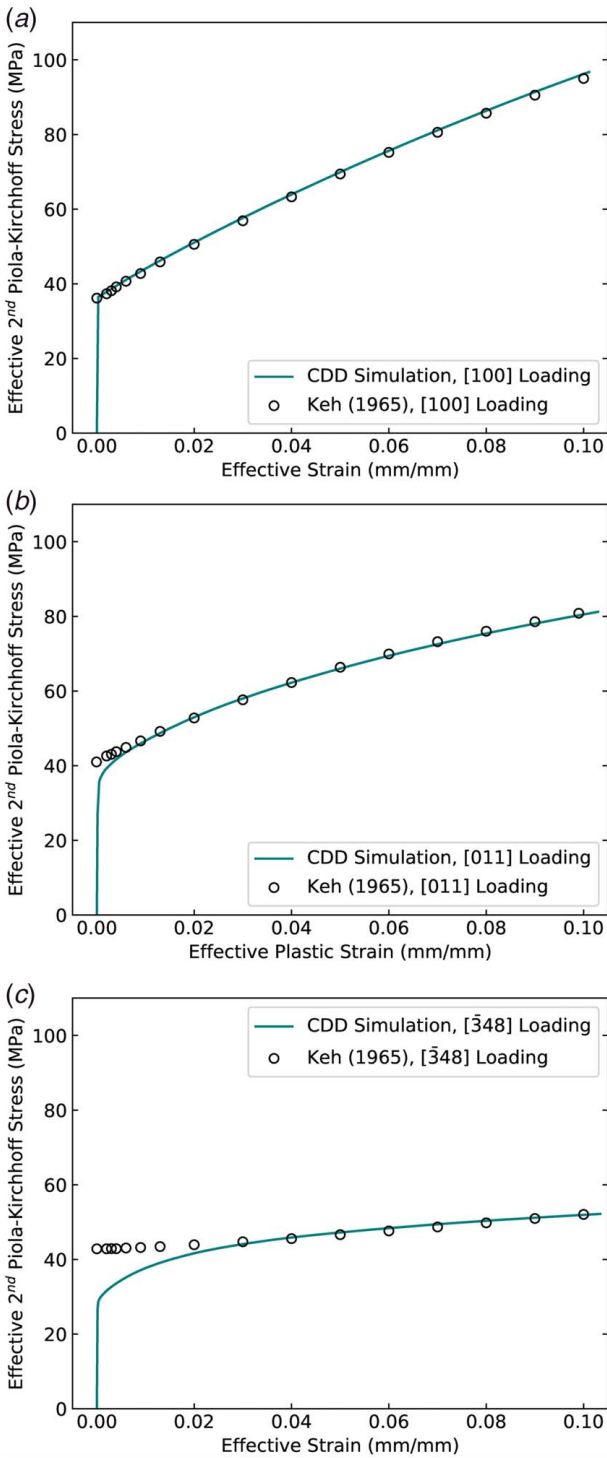 (a)
Effective 2nd Piola-Kirchhoff Stress (MPa)
100
80
60
40
20
0
CDD Simulation, [100] Loading
Keh (1965), [100] Loading
0.00 0.02 0.04 0.06 0.08 0.10
Effective Strain (mm/mm)
(b)
Effective 2nd Piola-Kirchhoff Stress (MPa)
100
80
60
40
20
0
CDD Simulation, [011] Loading
Keh (1965), [011] Loading
0.00 0.02 0.04 0.06 0.08 0.10
Effective Plastic Strain (mm/mm)
(c)
Effective 2nd Piola-Kirchhoff Stress (MPa)
CDD Simulation, [3̄48] Loading
Keh (1965), [3̄48] Loading
100
80
60
40
20
0
0.00 0.02 0.04 0.06 0.08 0.10
Effective Strain (mm/mm)